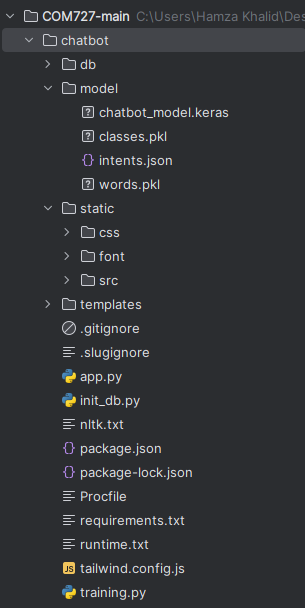 COM727-main C:\Users\Hamza Khalid\Des
chatbot
db
model
chatbot_model.keras
classes.pkl
intents.json
words.pkl
static
css
font
src
templates
.gitignore
.slugignore
app.py
init_db.py
nltk.txt
package.json
package-lock.json
Procfile
requirements.txt
runtime.txt
tailwind.config.js
training.py